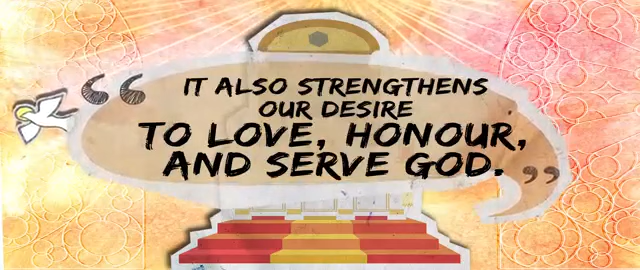 “IT ALSO STRENGTHENS
OUR DESIRE
TO LOVE, HONOUR,
AND SERVE GOD.”